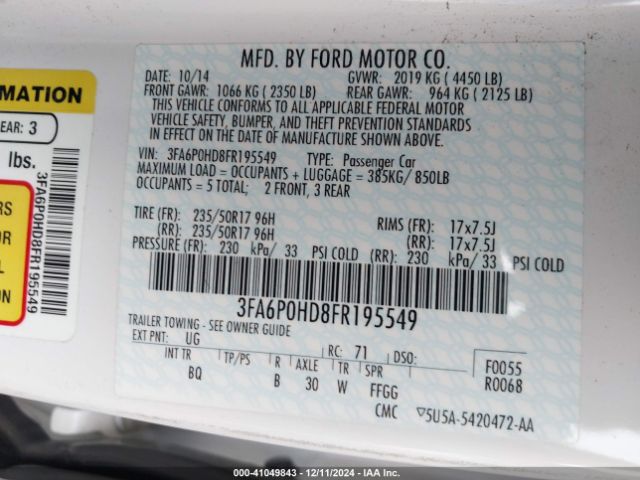 MFD. BY FORD MOTOR CO.
DATE: 10/14 GVWR: 2019 KG ( 4450 LB)
FRONT GAWR: 1066 KG ( 2350 LB) REAR GAWR: 964 KG ( 2125 LB)
THIS VEHICLE CONFORMS TO ALL APPLICABLE FEDERAL MOTOR
VEHICLE SAFETY, BUMPER, AND THEFT PREVENTION STANDARDS
IN EFFECT ON THE DATE OF MANUFACTURE SHOWN ABOVE.
VIN: 3FA6P0HD8FR195549 TYPE: Passenger Car
MAXIMUM LOAD = OCCUPANTS + LUGGAGE = 385KG/ 850LB
OCCUPANTS = 5 TOTAL; 2 FRONT, 3 REAR
TIRE (FR): 235/50R17 96H RIMS (FR): 17x7.5J
(RR): 235/50R17 96H (RR): 17x7.5J
PRESSURE (FR): 230 kPa/ 33 PSI COLD (RR): 230 kPa/ 33 PSI COLD
3FA6P0HD8FR195549
TRAILER TOWING - SEE OWNER GUIDE
EXT PNT: UG RC: 71 DSO: F0055
INT TR TP/PS R AXLE TR SPR R0068
BQ B 30 W FFGG
CMC ▽5U5A-5420472-AA
RMATION
EAR: 3
lbs.
3FA6P0HD8FR195549
RS
OR
L
ON
000-41049843 / 12/11/2024 - IAA Inc.